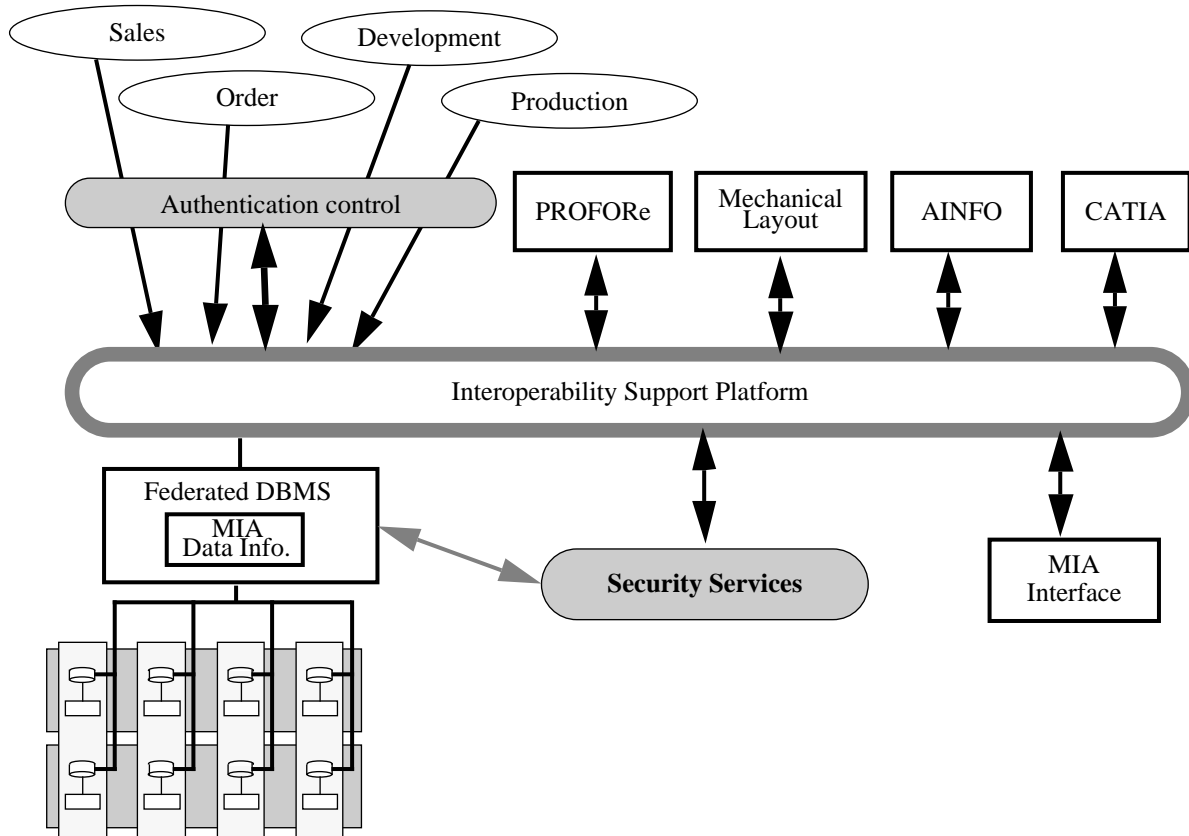 Sales
Development
Order
Production
Authentication control
PROFORe
Mechanical
Layout
AINFO
CATIA
Interoperability Support Platform
Federated DBMS
MIA
Data Info.
Security Services
MIA
Interface